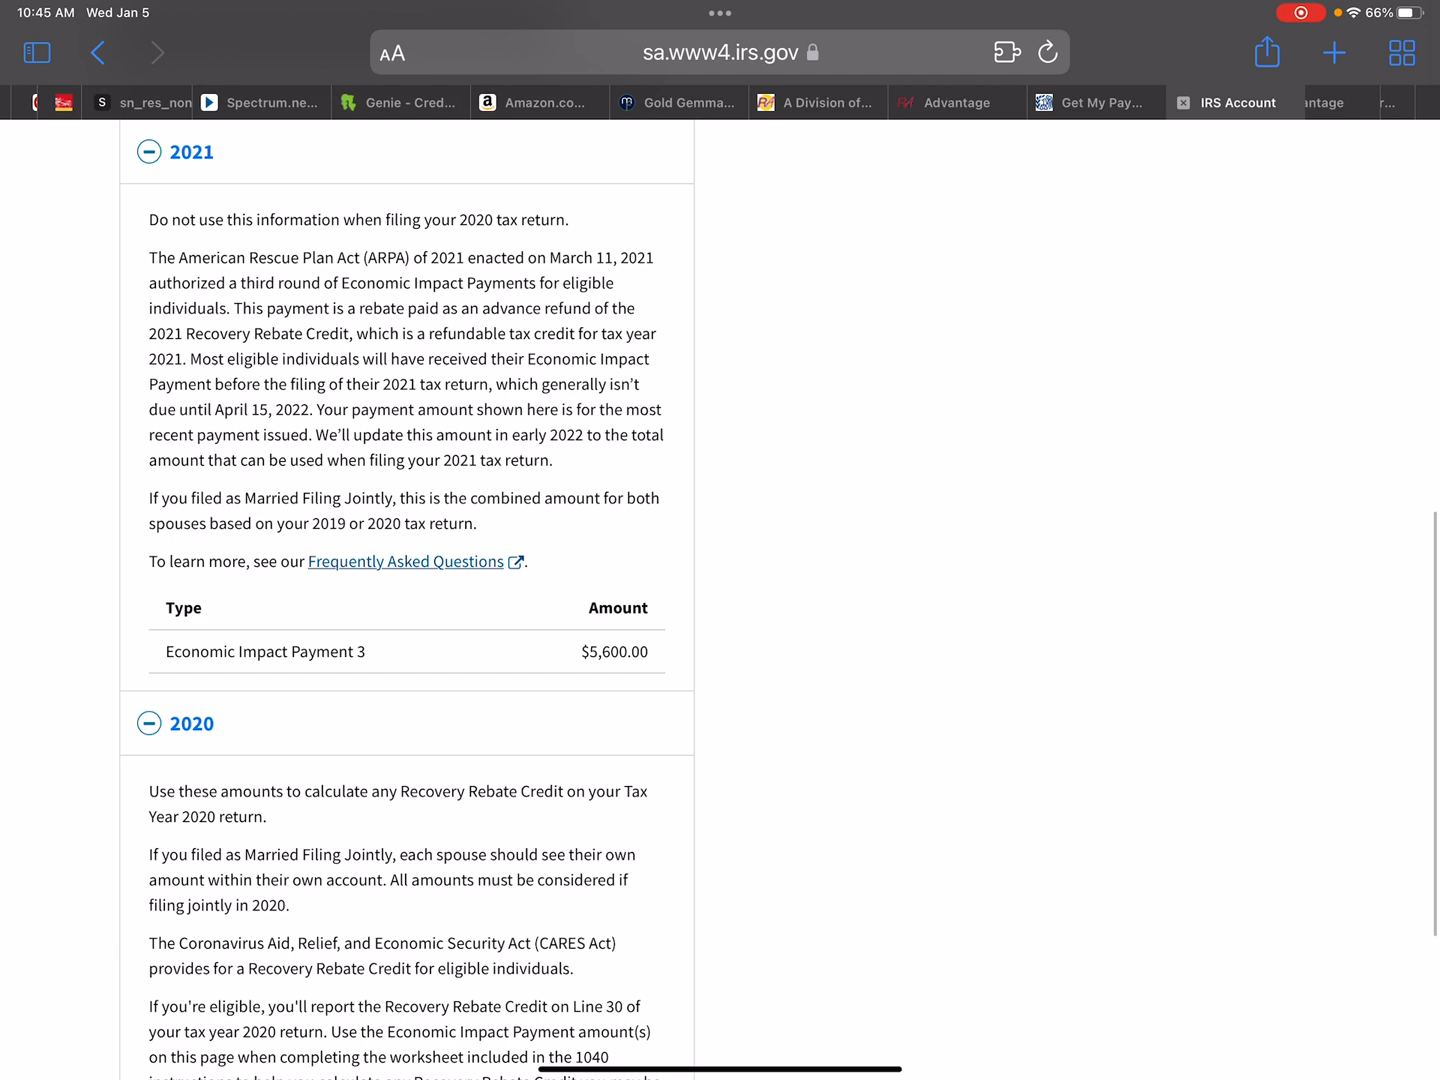 10:45 AM Wed Jan 5
66%
AA
sa.www4.irs.gov
S sn_res_non
Spectrum.ne...
Genie - Cred...
a Amazon.co...
m Gold Gemma...
A Division of...
RH Advantage
Get My Pay...
IRS Account
antage
r...
2021
Do not use this information when filing your 2020 tax return.
The American Rescue Plan Act (ARPA) of 2021 enacted on March 11, 2021
authorized a third round of Economic Impact Payments for eligible
individuals. This payment is a rebate paid as an advance refund of the
2021 Recovery Rebate Credit, which is a refundable tax credit for tax year
2021. Most eligible individuals will have received their Economic Impact
Payment before the filing of their 2021 tax return, which generally isn't
due until April 15, 2022. Your payment amount shown here is for the most
recent payment issued. We'll update this amount in early 2022 to the total
amount that can be used when filing your 2021 tax return.
If you filed as Married Filing Jointly, this is the combined amount for both
spouses based on your 2019 or 2020 tax return.
To learn more, see our Frequently Asked Questions.
Type Amount
Economic Impact Payment 3 $5,600.00
2020
Use these amounts to calculate any Recovery Rebate Credit on your Tax
Year 2020 return.
If you filed as Married Filing Jointly, each spouse should see their own
amount within their own account. All amounts must be considered if
filing jointly in 2020.
The Coronavirus Aid, Relief, and Economic Security Act (CARES Act)
provides for a Recovery Rebate Credit for eligible individuals.
If you're eligible, you'll report the Recovery Rebate Credit on Line 30 of
your tax year 2020 return. Use the Economic Impact Payment amount(s)
on this page when completing the worksheet included in the 1040